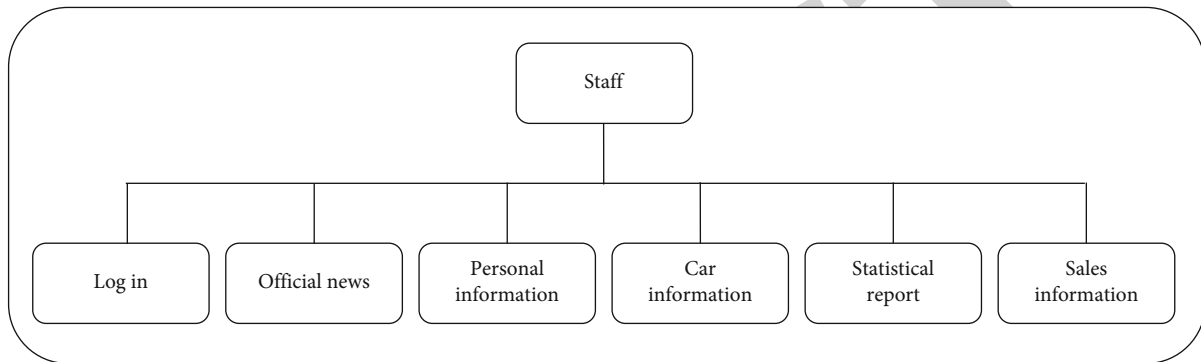 Staff
Log in
Official news
Personal
information
Car
information
Statistical
report
Sales
information